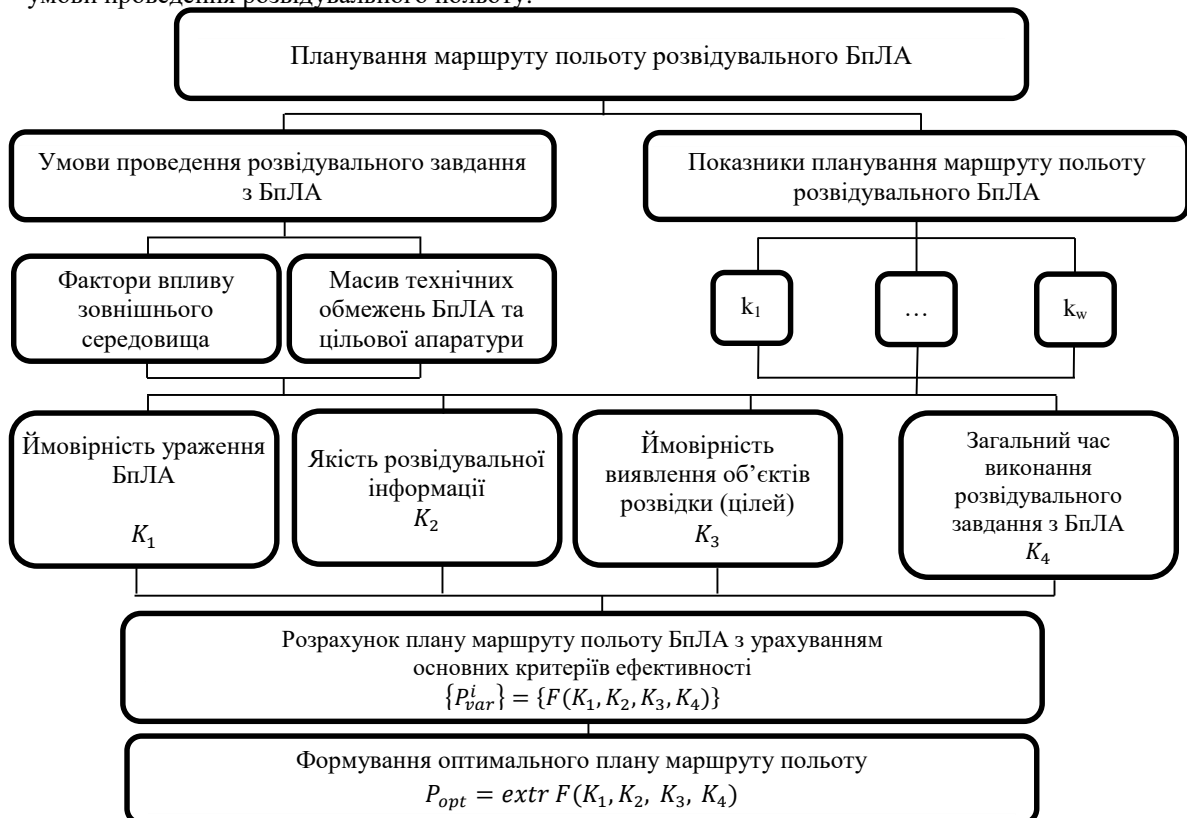 умови проведення розвідувального польоту.
Планування маршруту польоту розвідувального БпЛА
Умови проведення розвідувального завдання
з БпЛА
Показники планування маршруту польоту
розвідувального БпЛА
Фактори впливу
зовнішнього
середовища
Масив технічних
обмежень БпЛА та
цільової апаратури
k₁
…
k_w
Ймовірність ураження
БпЛА
K₁
Якість розвідувальної
інформації
K₂
Ймовірність
виявлення об’єктів
розвідки (цілей)
K₃
Загальний час
виконання
розвідувального
завдання з БпЛА
K₄
Розрахунок плану маршруту польоту БпЛА з урахуванням
основних критеріїв ефективності
{P^i_var} = {F(K₁, K₂, K₃, K₄)}
Формування оптимального плану маршруту польоту
P_opt = extr F(K₁, K₂, K₃, K₄)